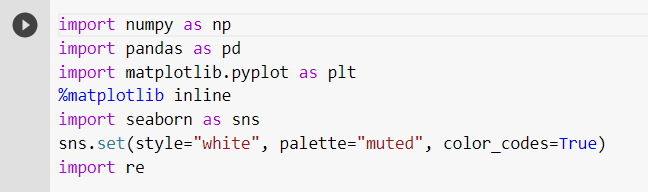 import numpy as np
import pandas as pd
import matplotlib.pyplot as plt
%matplotlib inline
import seaborn as sns
sns.set(style="white", palette="muted", color_codes=True)
import re